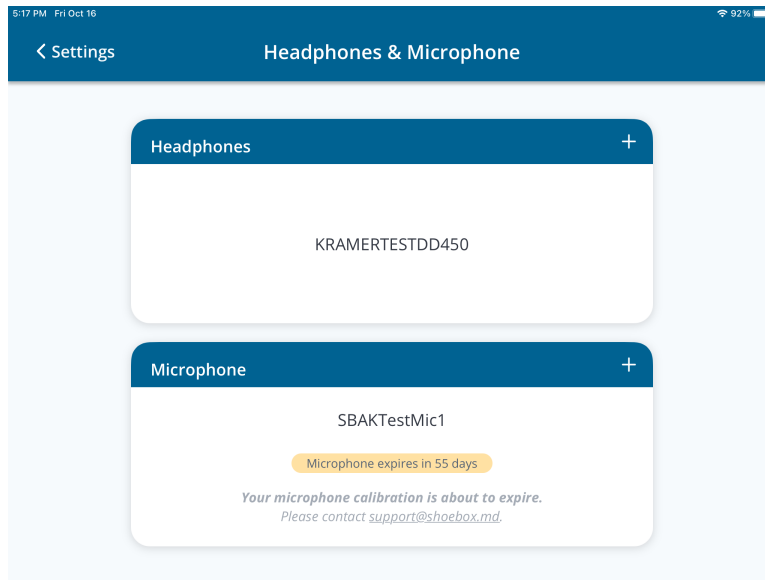 5:17 PM Fri Oct 16 92%
Settings Headphones & Microphone
Headphones
KRAMERTESTDD450
Microphone
SBAKTestMic1
Microphone expires in 55 days
Your microphone calibration is about to expire.
Please contact support@shoebox.md.